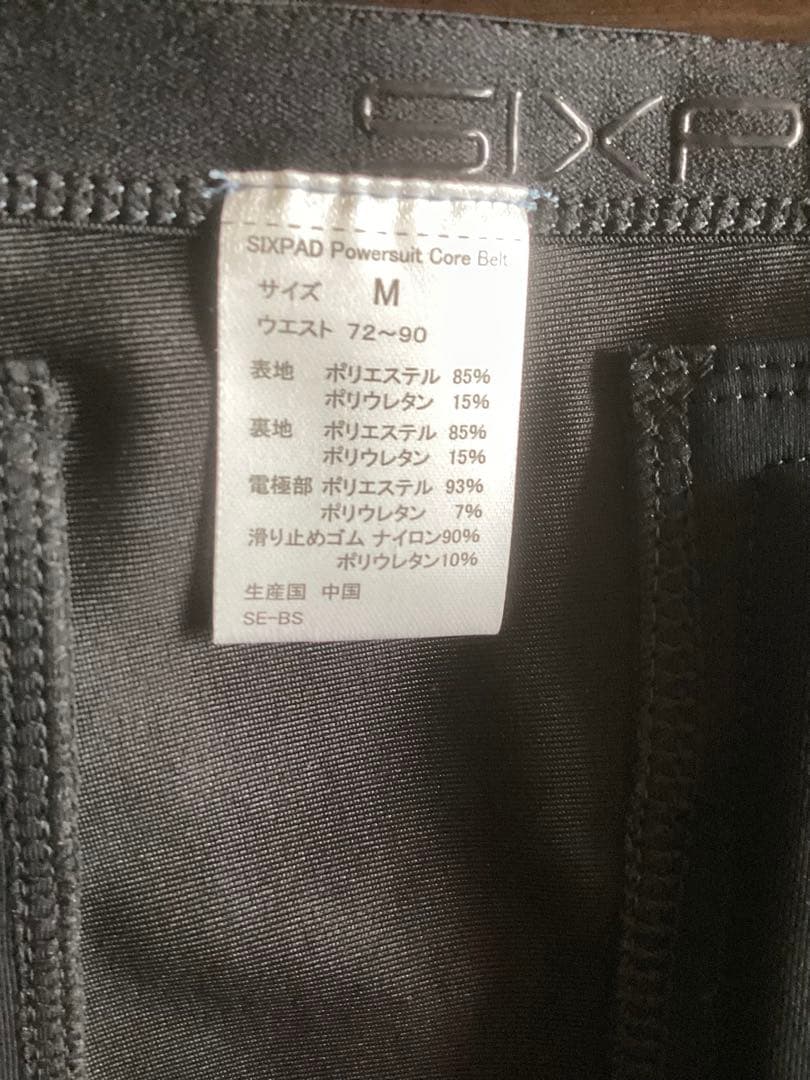 SIXP
SIXPAD Powersuit Core Belt
サイズ M
ウエスト 72～90
表地 ポリエステル 85%
ポリウレタン 15%
裏地 ポリエステル 85%
ポリウレタン 15%
電極部 ポリエステル 93%
ポリウレタン 7%
滑り止めゴム ナイロン90%
ポリウレタン10%
生産国 中国
SE-BS